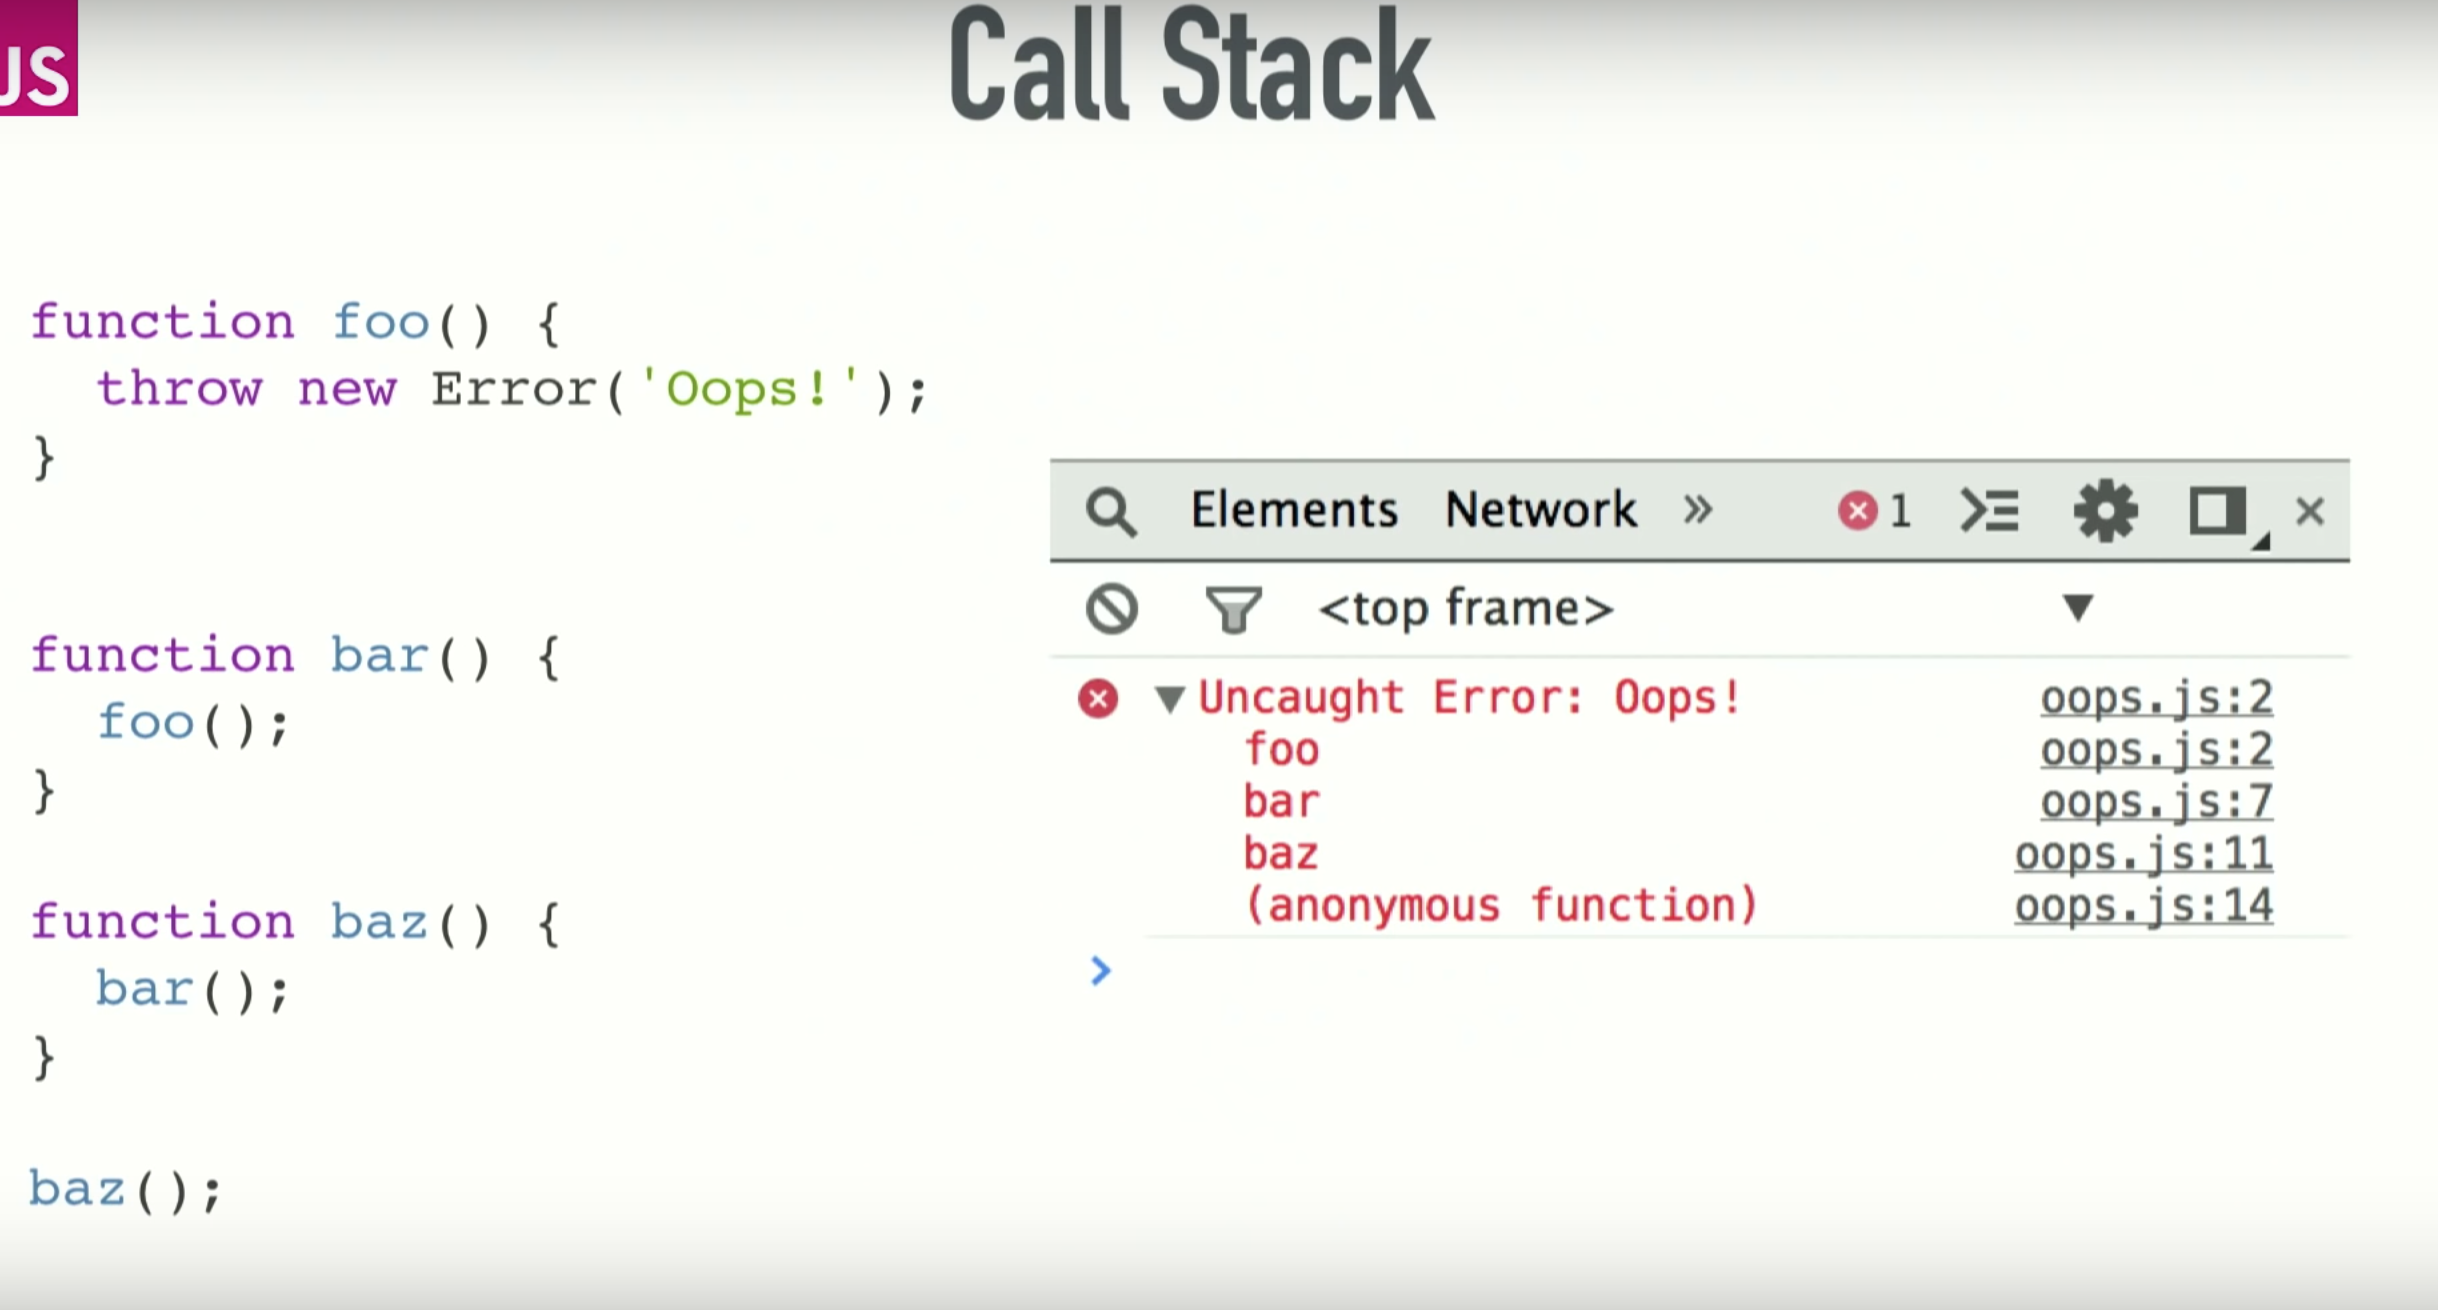 JS
Call Stack
function foo() {
  throw new Error('Oops!');
}
function bar() {
  foo();
}
function baz() {
  bar();
}
baz();
Elements Network » 1 ×
<top frame> ▼
▼ Uncaught Error: Oops! oops.js:2
foo oops.js:2
bar oops.js:7
baz oops.js:11
(anonymous function) oops.js:14
>